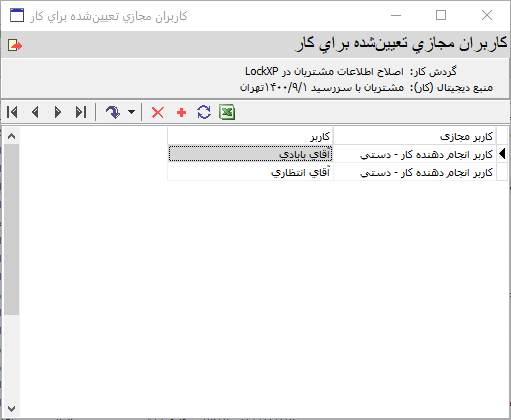 كاربران مجازي تعيين‌شده براي كار
كاربران مجازي تعيين‌شده براي كار
گردش كار: اصلاح اطلاعات مشتريان در LockXP
منبع ديجيتال (كار): مشتريان با سررسيد ۱۴۰۰/۹/۱تهران
كاربر مجازی كاربر
كاربر انجام دهنده كار - دستي آقاي بابادي
كاربر انجام دهنده كار - دستي آقاي انتظاري